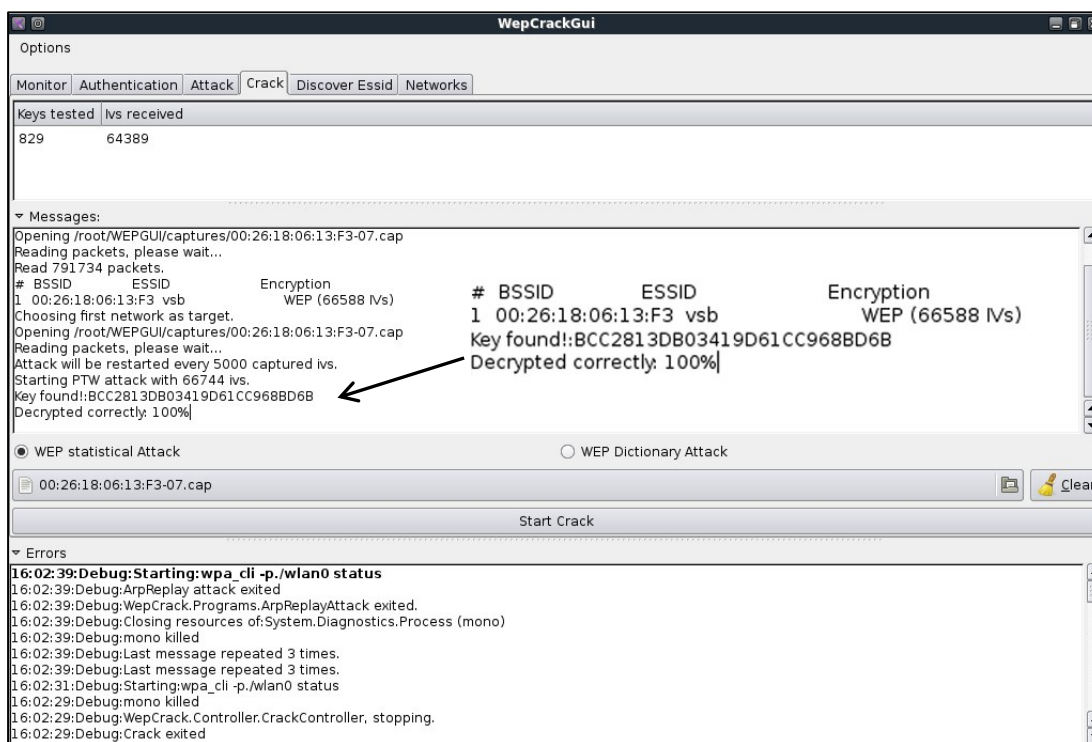 WepCrackGui
Options
Monitor Authentication Attack Crack Discover Essid Networks
Keys tested Ivs received
829 64389
Messages:
Opening /root/WEPGUI/captures/00:26:18:06:13:F3-07.cap
Reading packets, please wait...
Read 791734 packets.
# BSSID ESSID Encryption
1 00:26:18:06:13:F3 vsb WEP (66588 IVs)
Choosing first network as target.
Opening /root/WEPGUI/captures/00:26:18:06:13:F3-07.cap
Reading packets, please wait...
Attack will be restarted every 5000 captured ivs.
Starting PTW attack with 66744 ivs.
Key found!:BCC2813DB03419D61CC968BD6B
Decrypted correctly: 100%
# BSSID ESSID Encryption
1 00:26:18:06:13:F3 vsb WEP (66588 IVs)
Key found!:BCC2813DB03419D61CC968BD6B
Decrypted correctly: 100%
WEP statistical Attack WEP Dictionary Attack
00:26:18:06:13:F3-07.cap Clear
Start Crack
Errors
16:02:39:Debug:Starting:wpa_cli -p./wlan0 status
16:02:39:Debug:ArpReplay attack exited
16:02:39:Debug:WepCrack.Programs.ArpReplayAttack exited.
16:02:39:Debug:Closing resources of:System.Diagnostics.Process (mono)
16:02:39:Debug:mono killed
16:02:39:Debug:Last message repeated 3 times.
16:02:39:Debug:Last message repeated 3 times.
16:02:31:Debug:Starting:wpa_cli -p./wlan0 status
16:02:29:Debug:mono killed
16:02:29:Debug:WepCrack.Controller.CrackController, stopping.
16:02:29:Debug:Crack exited